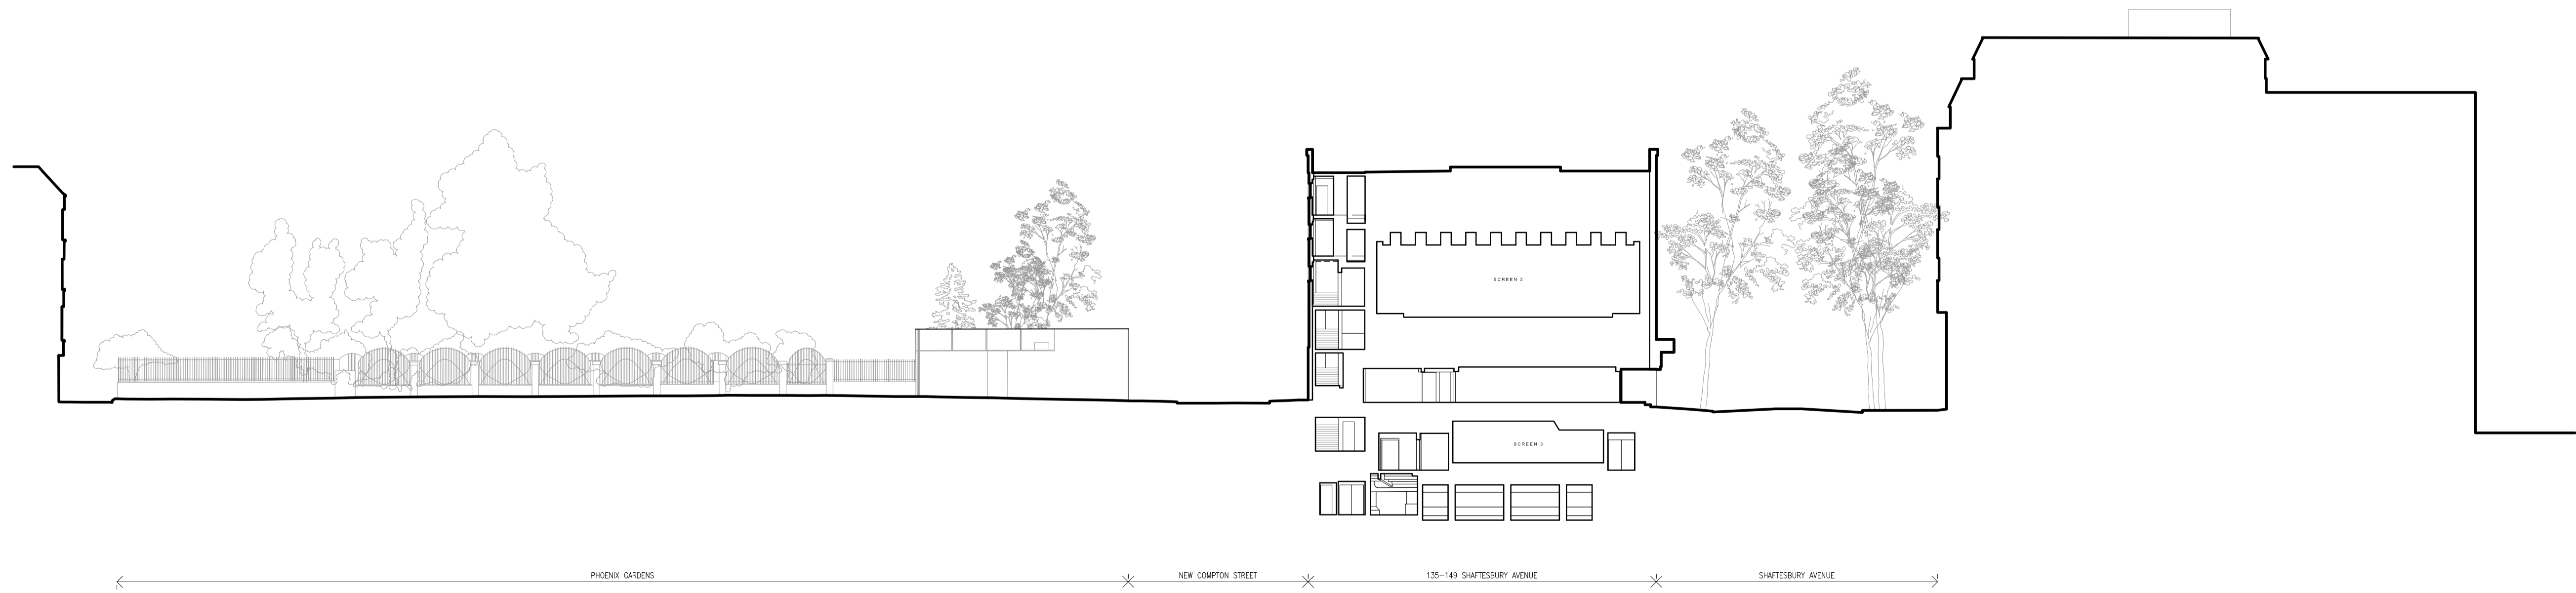 SCREEN 2
SCREEN 3
PHOENIX GARDENS
NEW COMPTON STREET
135-149 SHAFTESBURY AVENUE
SHAFTESBURY AVENUE